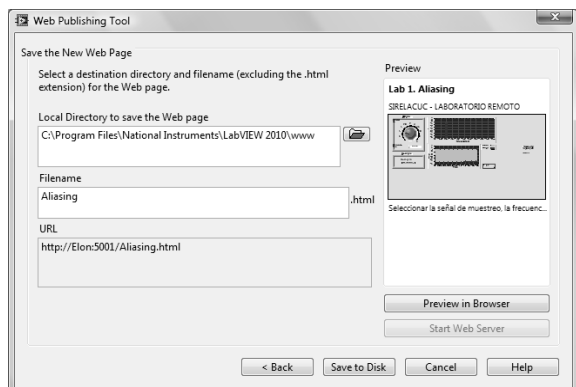 Web Publishing Tool
Save the New Web Page
Select a destination directory and filename (excluding the .html
extension) for the Web page.
Local Directory to save the Web page
C:\Program Files\National Instruments\LabVIEW 2010\www
Filename
Aliasing
.html
URL
http://Elon:5001/Aliasing.html
Preview
Lab 1. Aliasing
SIRELACUC - LABORATORIO REMOTO
Seleccionar la señal de muestreo, la frecuenc...
Preview in Browser
Start Web Server
< Back
Save to Disk
Cancel
Help